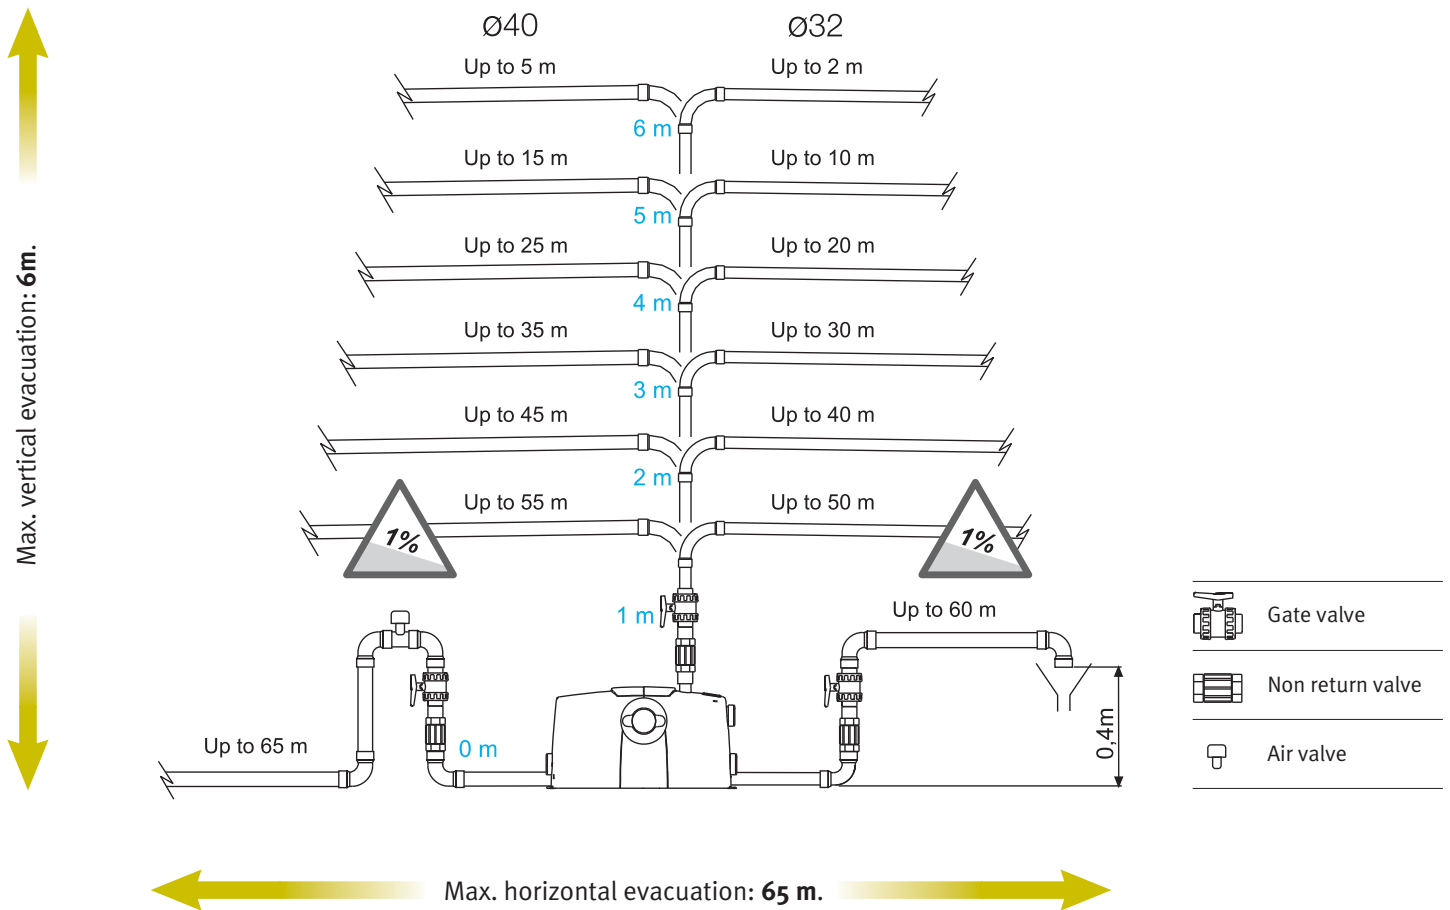 Ø40 Ø32
Up to 5 m Up to 2 m
6 m
Up to 15 m Up to 10 m
5 m
Up to 25 m Up to 20 m
4 m
Up to 35 m Up to 30 m
3 m
Up to 45 m Up to 40 m
2 m
Up to 55 m Up to 50 m
1% 1%
1 m
Up to 60 m
Up to 65 m
0 m
0,4m
Max. vertical evacuation: 6m.
Gate valve
Non return valve
Air valve
Max. horizontal evacuation: 65 m.